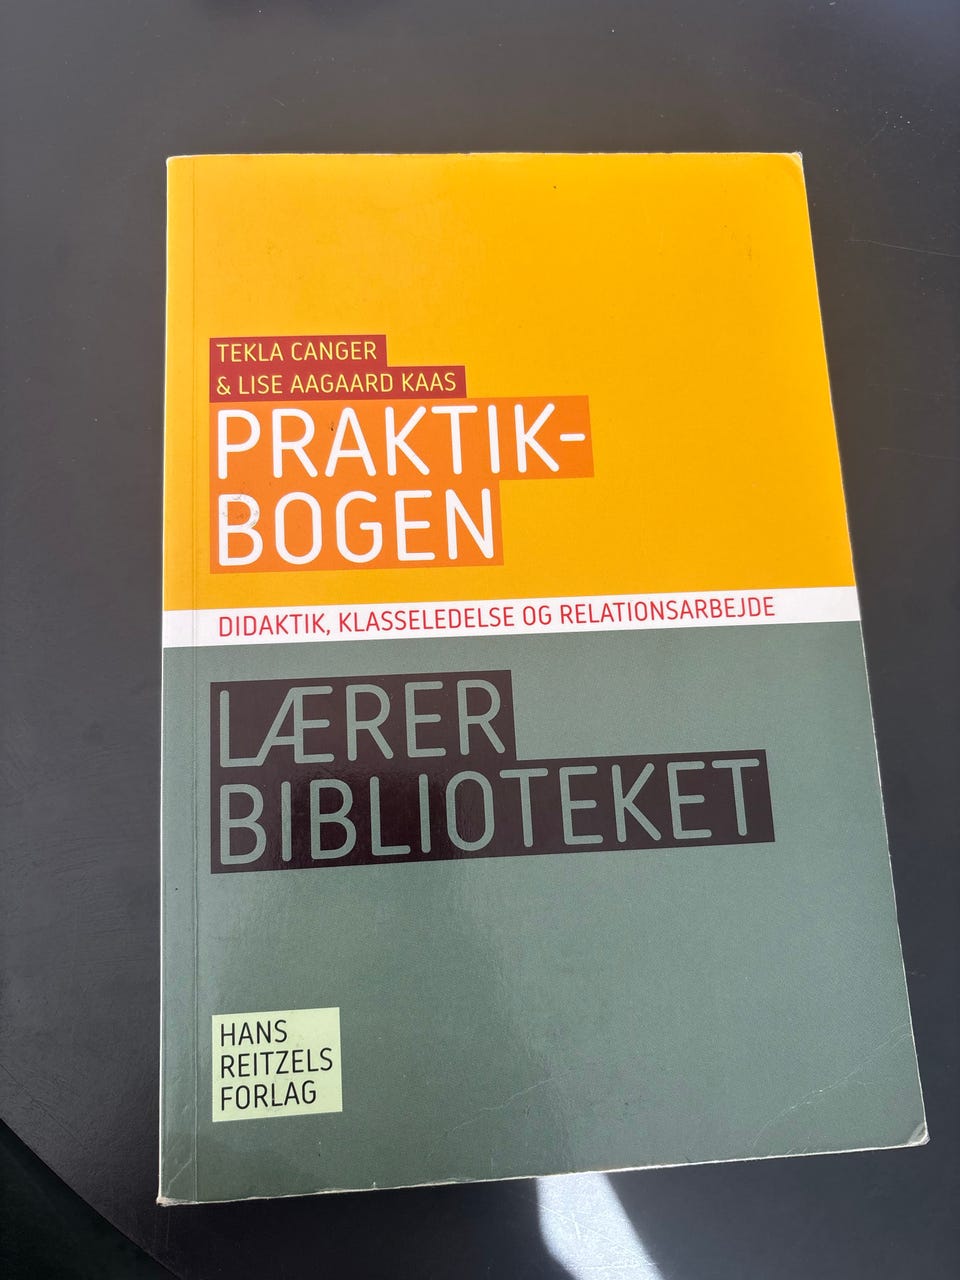 TEKLA CANGER
& LISE AAGAARD KAAS
PRAKTIK-
BOGEN
DIDAKTIK, KLASSELEDELSE OG RELATIONSARBEJDE
LÆRER
BIBLIOTEKET
HANS
REITZELS
FORLAG